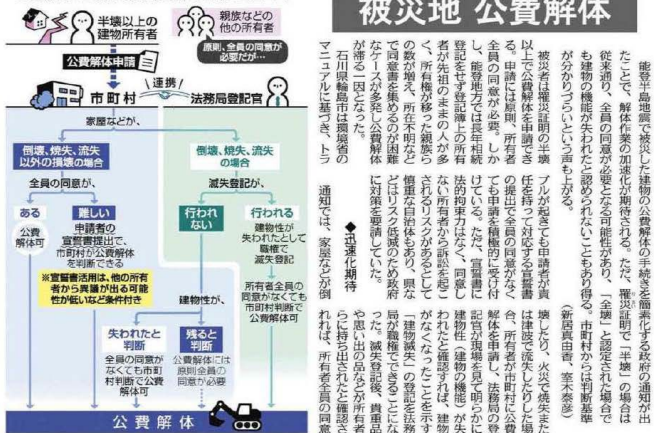 被災地 公費解体
半壊以上の
建物所有者
親族などの
他の所有者
原則、全員の同意が
必要だが…
公費解体申請
連携
市町村
法務局登記官
家屋などが、
倒壊、焼失、流失
以外の損壊の場合
倒壊、焼失、流失
の場合
全員の同意が、
滅失登記が、
ある
公費
解体可
難しい
申請者の
宣誓書提出で、
市町村が公費解体
を判断できる
※宣誓書活用は、他の所有
者から異議が出る可能
性が低いなど条件付き
行われ
ない
行われる
建物性が
失われたとして
職権で
滅失登記
所有者全員の
同意がなくても
市町村判断で
公費解体可
建物性が、
失われたと
判断
全員の同意が
なくても市町
村判断で公費
解体可
残ると
判断
公費解体には
原則全員の同
意が必要
公費解体
能登半島地震で被災した建物の公費解体の手続きを簡素化する政府の通知が出
たことで、解体作業の加速化が期待される。ただ、罹災証明で「半壊」の場合は
従来通り、全員の同意が必要となる可能性があり、「全壊」と認定された場合で
も建物の機能が失われたと認められないこともあり得る。市町村からは判断基準
が分かりづらいという声も上がる。
(新居真由香、室木泰彦)
被災者は罹災証明の半壊
以上で公費解体を申請でき
る。申請には原則、所有者
全員の同意が必要。しか
し、能登地方では長年相続
登記をせず登記簿上の所有
者が先祖のままの人が多
く、所有権が移った親族ら
の数が増え、所在不明など
で同意書を集めるのが困難
なケースが多発し公費解体
が滞る一因となった。
石川県輪島市は環境省の
マニュアルに基づき、トラ
ブルが起きても申請者が責
任を持って対応する宣誓書
の提出で全員の同意がなく
ても申請を積極的に受け付
けている。ただ、宣誓書に
法的拘束力はなく、同意し
ない所有者から訴訟を起こ
されるリスクがあるとして
慎重な自治体もあり、県な
どはリスク低減のため政府
に対策を要請していた。
◆迅速化期待
通知では、家屋などが倒
壊したり、火災で焼失また
は津波で流失したりした場
合、所有者が市町村に公費
解体を申請し、法務局の登
記官が現場を見て明らかに
建物性(建物の機能)が失
われたと確認すれば、建物
がなくなったことを示す
「建物滅失」の登記を法務
局が職権でできることにな
った。滅失登記後、貴重品
や思い出の品などが所有者
らに持ち出されたと確認さ
れれば、所有者全員の同意